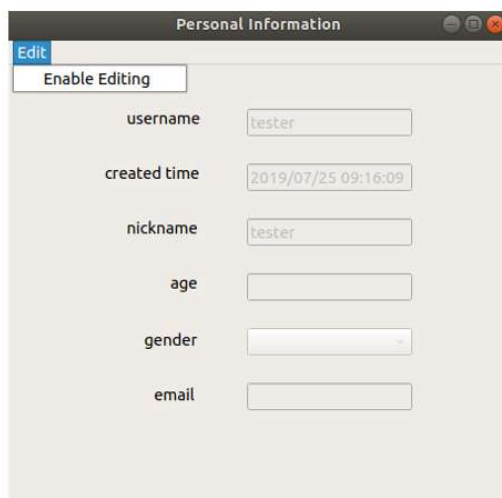 Personal Information
Edit
Enable Editing
username tester
created time 2019/07/25 09:16:09
nickname tester
age
gender
email